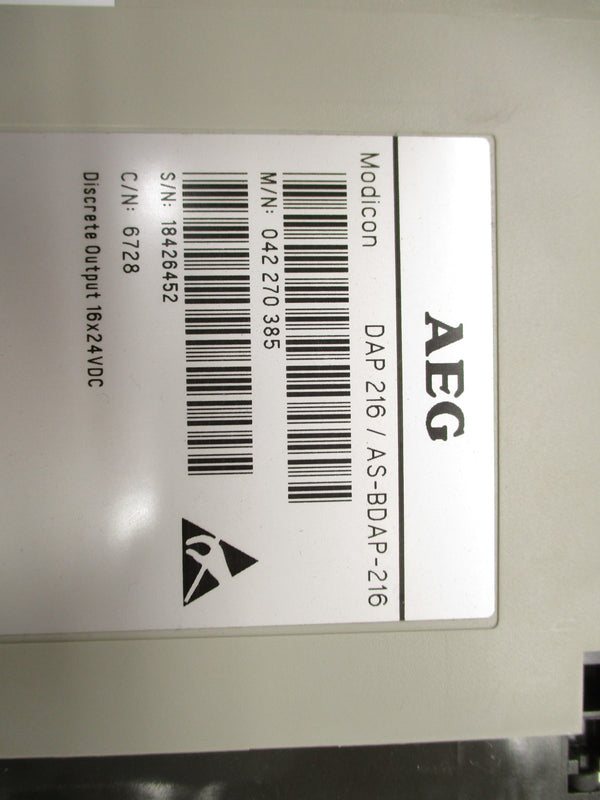 AEG
Modicon DAP 216 / AS-BDAP-216
M/N: 042 270 385
S/N: 18426452
C/N: 6728
Discrete Output 16x24VDC